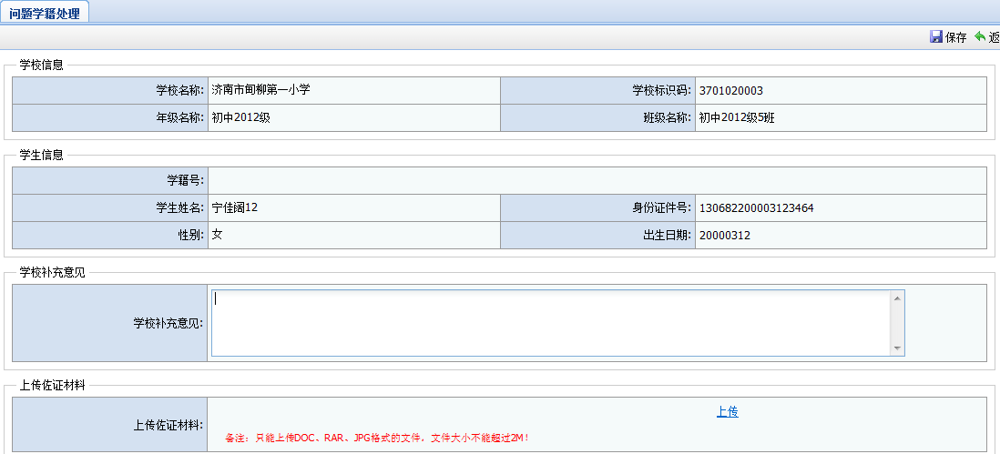 问题学籍处理
保存 返
学校信息
学校名称: 济南市甸柳第一小学 学校标识码: 3701020003
年级名称: 初中2012级 班级名称: 初中2012级5班
学生信息
学籍号:
学生姓名: 宁佳阔12 身份证件号: 130682200003123464
性别: 女 出生日期: 20000312
学校补充意见
学校补充意见:
上传佐证材料
上传
上传佐证材料:
备注: 只能上传DOC、RAR、JPG格式的文件, 文件大小不能超过2M!